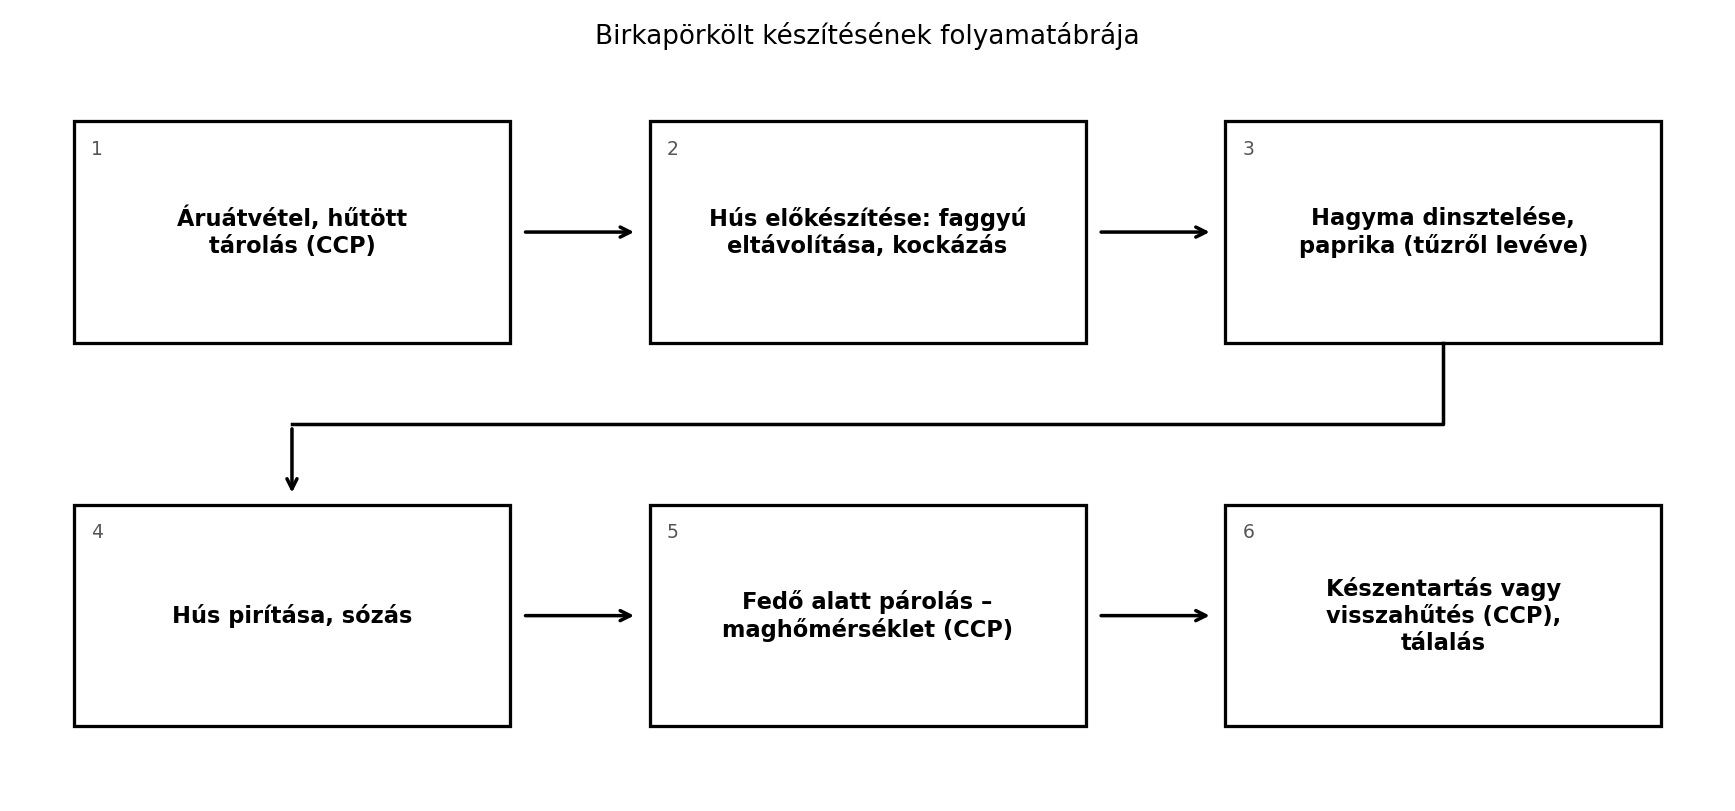 Birkapörkölt készítésének folyamatábrája
1
Áruátvétel, hűtött
tárolás (CCP)
2
Hús előkészítése: faggyú
eltávolítása, kockázás
3
Hagyma dinsztelése,
paprika (tűzről levéve)
4
Hús pirítása, sózás
5
Fedő alatt párolás –
maghőmérséklet (CCP)
6
Készentartás vagy
visszahűtés (CCP),
tálalás